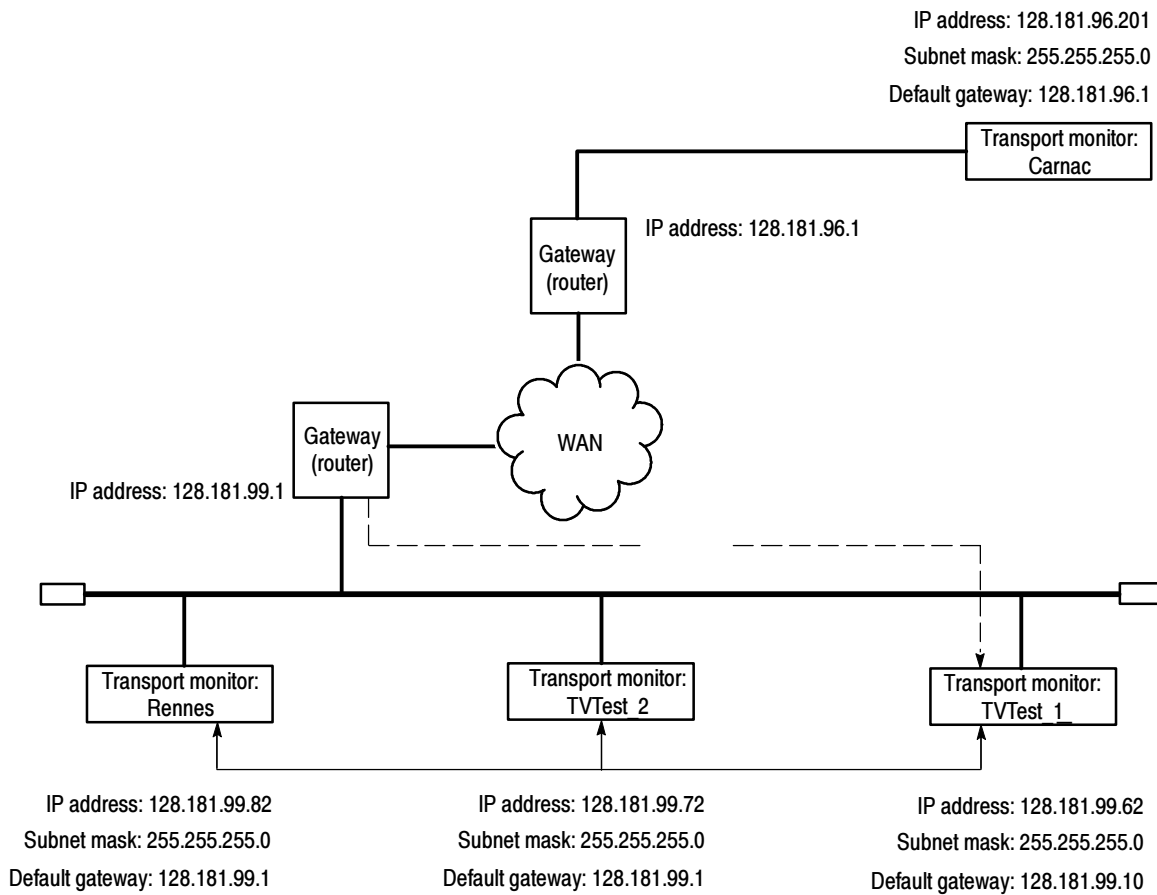 IP address: 128.181.96.201
Subnet mask: 255.255.255.0
Default gateway: 128.181.96.1
Transport monitor:
Carnac
IP address: 128.181.96.1
Gateway
(router)
Gateway
(router)
WAN
IP address: 128.181.99.1
Transport monitor:
Rennes
Transport monitor:
TVTest_2
Transport monitor:
TVTest_1
IP address: 128.181.99.82
Subnet mask: 255.255.255.0
Default gateway: 128.181.99.1
IP address: 128.181.99.72
Subnet mask: 255.255.255.0
Default gateway: 128.181.99.1
IP address: 128.181.99.62
Subnet mask: 255.255.255.0
Default gateway: 128.181.99.10